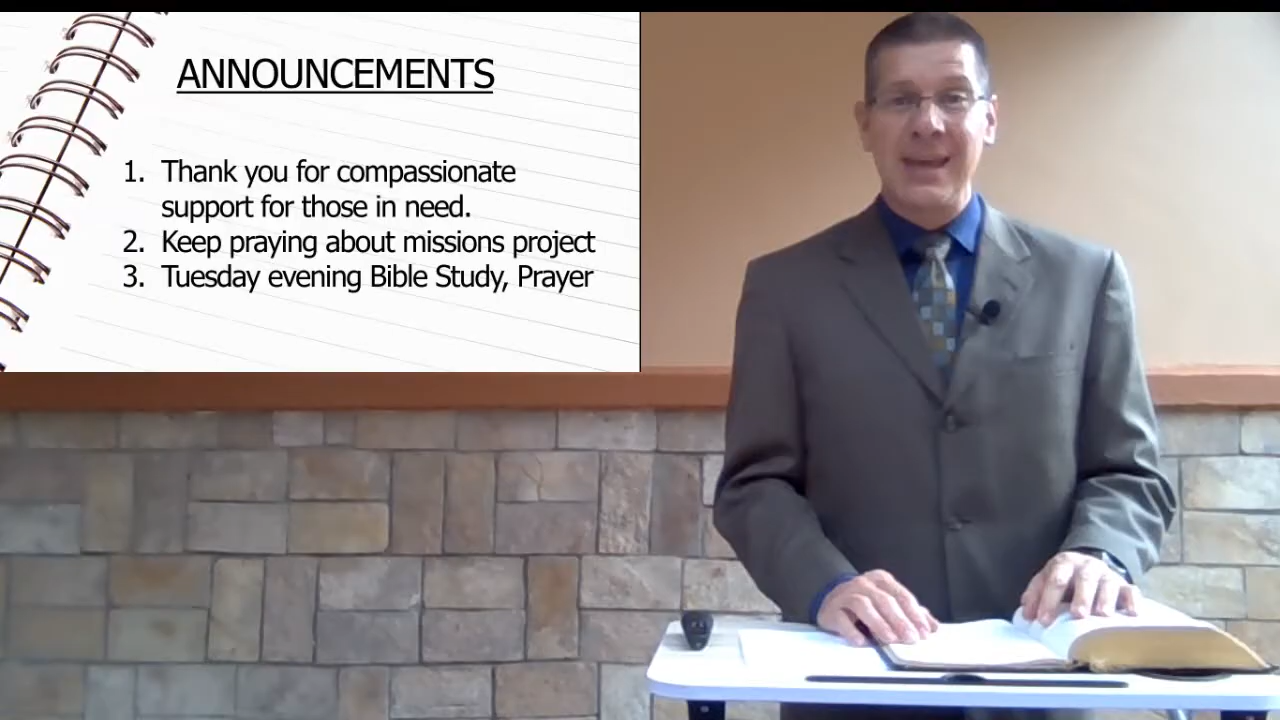 ANNOUNCEMENTS
1. Thank you for compassionate
support for those in need.
2. Keep praying about missions project
3. Tuesday evening Bible Study, Prayer